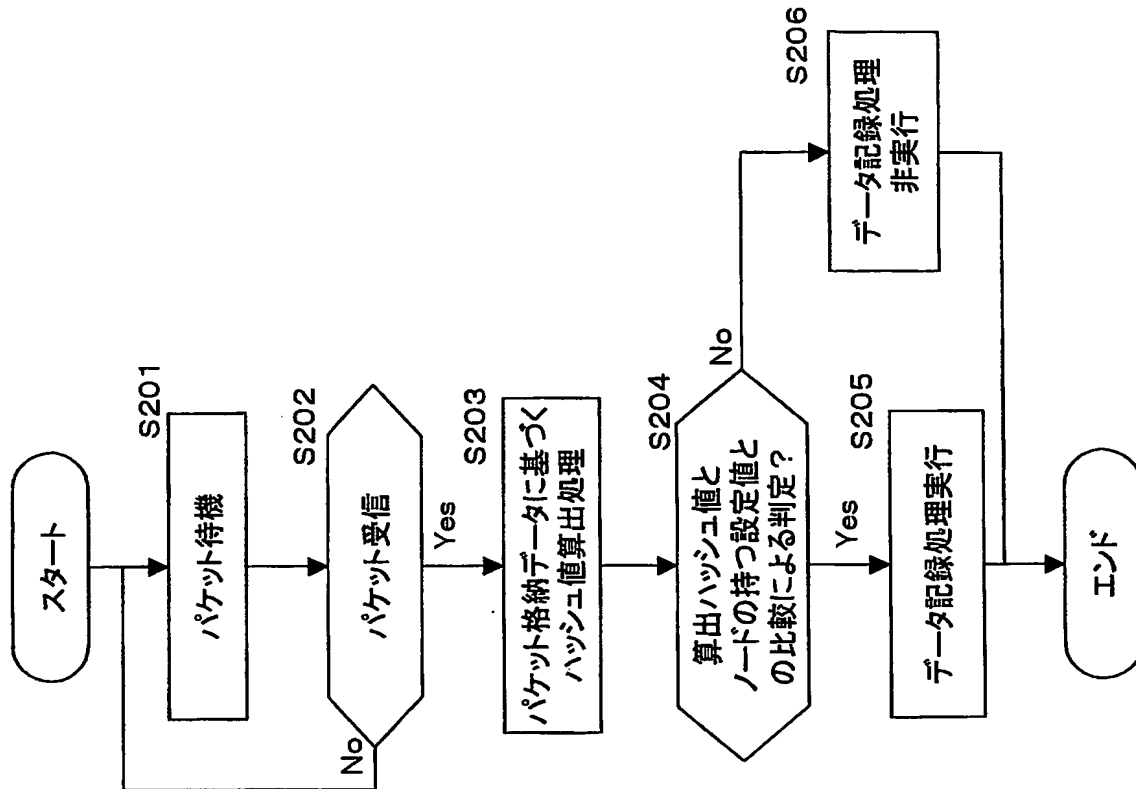 スタート
S201
パケット待機
S202
パケット受信
No
Yes
S203
パケット格納データに基づく
ハッシュ値算出処理
S204
算出ハッシュ値と
ノードの持つ設定値と
の比較による判定？
No
Yes
S205
データ記録処理実行
S206
データ記録処理
非実行
エンド